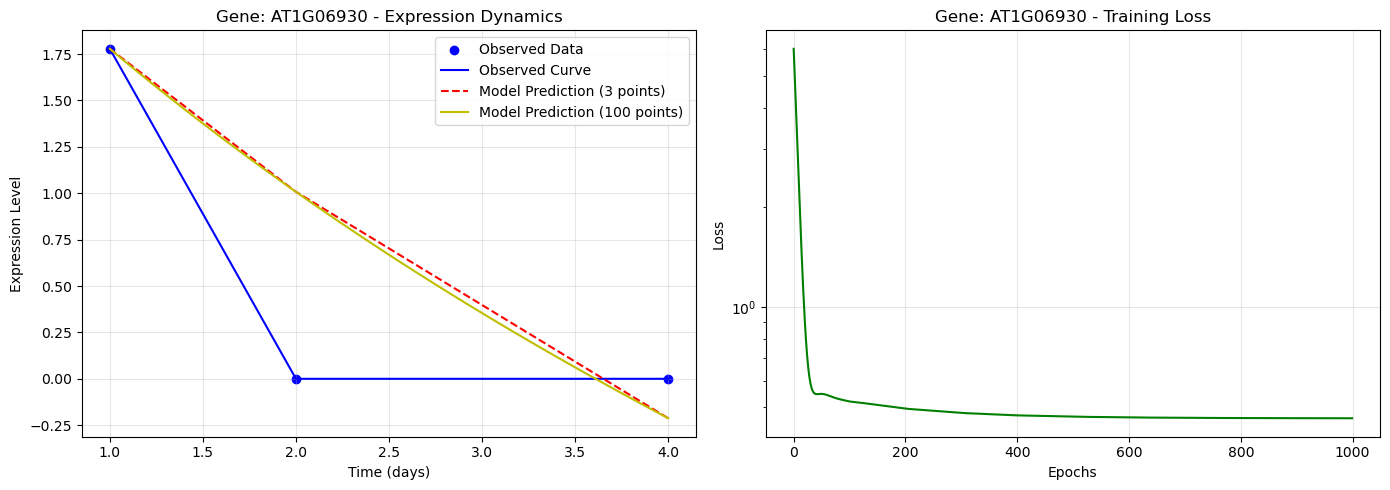 Gene: AT1G06930 - Expression Dynamics
Expression Level
1.75
1.50
1.25
1.00
0.75
0.50
0.25
0.00
−0.25
Observed Data
Observed Curve
Model Prediction (3 points)
Model Prediction (100 points)
1.0 1.5 2.0 2.5 3.0 3.5 4.0
Time (days)
Gene: AT1G06930 - Training Loss
Loss
10⁰
0 200 400 600 800 1000
Epochs